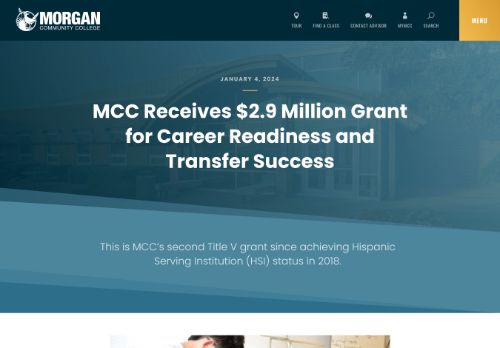 MORGAN
COMMUNITY COLLEGE
TOUR
FIND A CLASS
CONTACT ADVISOR
MYMCC
SEARCH
MENU
JANUARY 4, 2024
MCC Receives $2.9 Million Grant
for Career Readiness and
Transfer Success
This is MCC's second Title V grant since achieving Hispanic
Serving Institution (HSI) status in 2018.